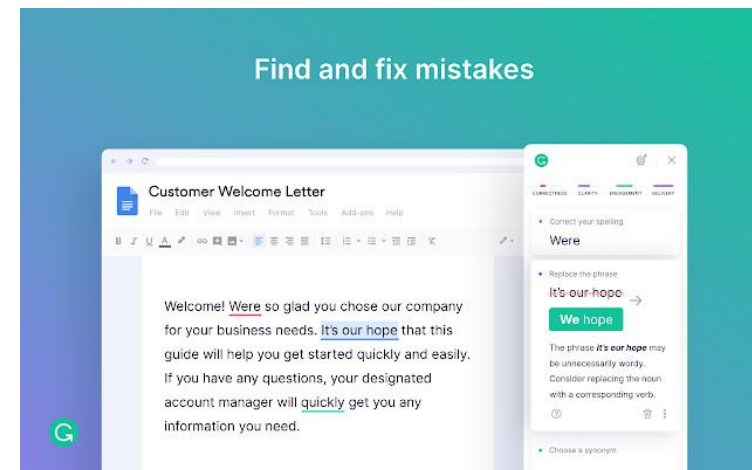 Find and fix mistakes
Customer Welcome Letter
File Edit View Insert Format Tools Add-ons Help
B I U A
Welcome! Were so glad you chose our company
for your business needs. It's our hope that this
guide will help you get started quickly and easily.
If you have any questions, your designated
account manager will quickly get you any
information you need.
G
CORRECTNESS CLARITY ENGAGEMENT DELIVERY
Correct your spelling
Were
Replace the phrase
It's our hope
We hope
The phrase It's our hope may
be unnecessarily wordy.
Consider replacing the noun
with a corresponding verb.
Choose a synonym
G